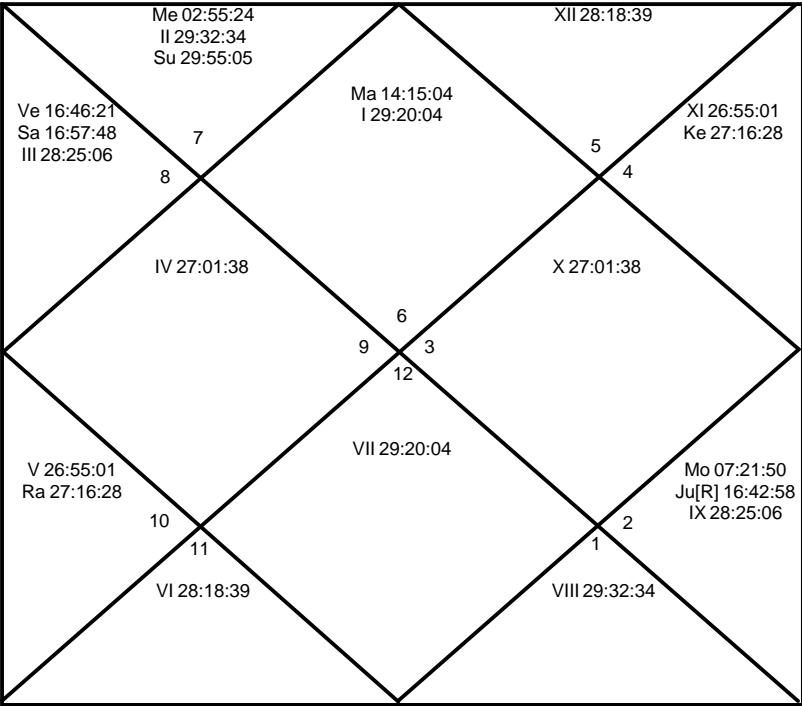 Me 02:55:24
II 29:32:34
Su 29:55:05
XII 28:18:39
Ma 14:15:04
I 29:20:04
Ve 16:46:21
Sa 16:57:48
III 28:25:06
XI 26:55:01
Ke 27:16:28
7
5
8
4
IV 27:01:38
X 27:01:38
6
9
3
12
VII 29:20:04
V 26:55:01
Ra 27:16:28
Mo 07:21:50
Ju[R] 16:42:58
IX 28:25:06
10
2
11
1
VI 28:18:39
VIII 29:32:34